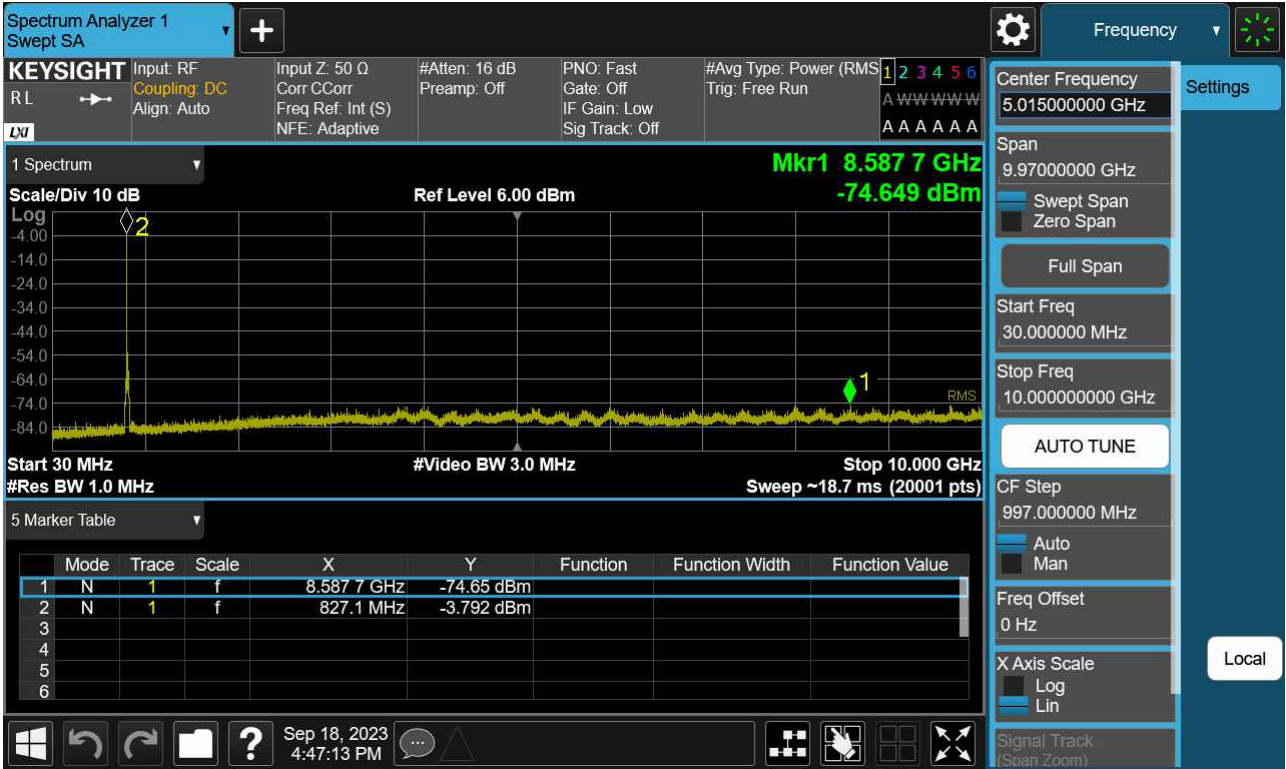 Spectrum Analyzer 1
Swept SA
Frequency
KEYSIGHT
R L
LXI
Input: RF
Coupling: DC
Align: Auto
Input Z: 50 Ω
Corr CCorr
Freq Ref: Int (S)
NFE: Adaptive
#Atten: 16 dB
Preamp: Off
PNO: Fast
Gate: Off
IF Gain: Low
Sig Track: Off
#Avg Type: Power (RMS
Trig: Free Run
1 2 3 4 5 6
A W W W W W
A A A A A A
1 Spectrum
Mkr1 8.587 7 GHz
-74.649 dBm
Scale/Div 10 dB
Ref Level 6.00 dBm
Log
-4.00
-14.0
-24.0
-34.0
-44.0
-54.0
-64.0
-74.0
-84.0
2
1
RMS
Start 30 MHz
#Video BW 3.0 MHz
Stop 10.000 GHz
#Res BW 1.0 MHz
Sweep ~18.7 ms (20001 pts)
5 Marker Table
Mode Trace Scale X Y Function Function Width Function Value
1 N 1 f 8.587 7 GHz -74.65 dBm
2 N 1 f 827.1 MHz -3.792 dBm
3
4
5
6
Sep 18, 2023
4:47:13 PM
Center Frequency
5.015000000 GHz
Settings
Span
9.97000000 GHz
Swept Span
Zero Span
Full Span
Start Freq
30.000000 MHz
Stop Freq
10.000000000 GHz
AUTO TUNE
CF Step
997.000000 MHz
Auto
Man
Freq Offset
0 Hz
X Axis Scale
Log
Lin
Local
Signal Track
(Span Zoom)